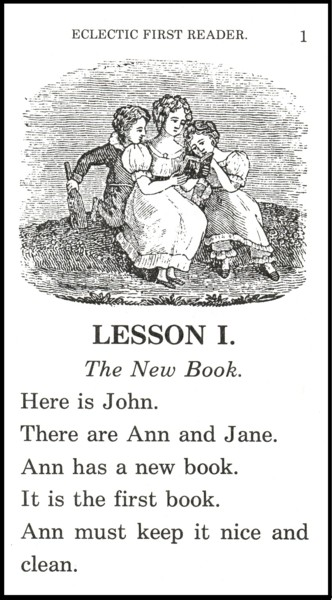 ECLECTIC FIRST READER. 1
LESSON I.
The New Book.
Here is John.
There are Ann and Jane.
Ann has a new book.
It is the first book.
Ann must keep it nice and
clean.